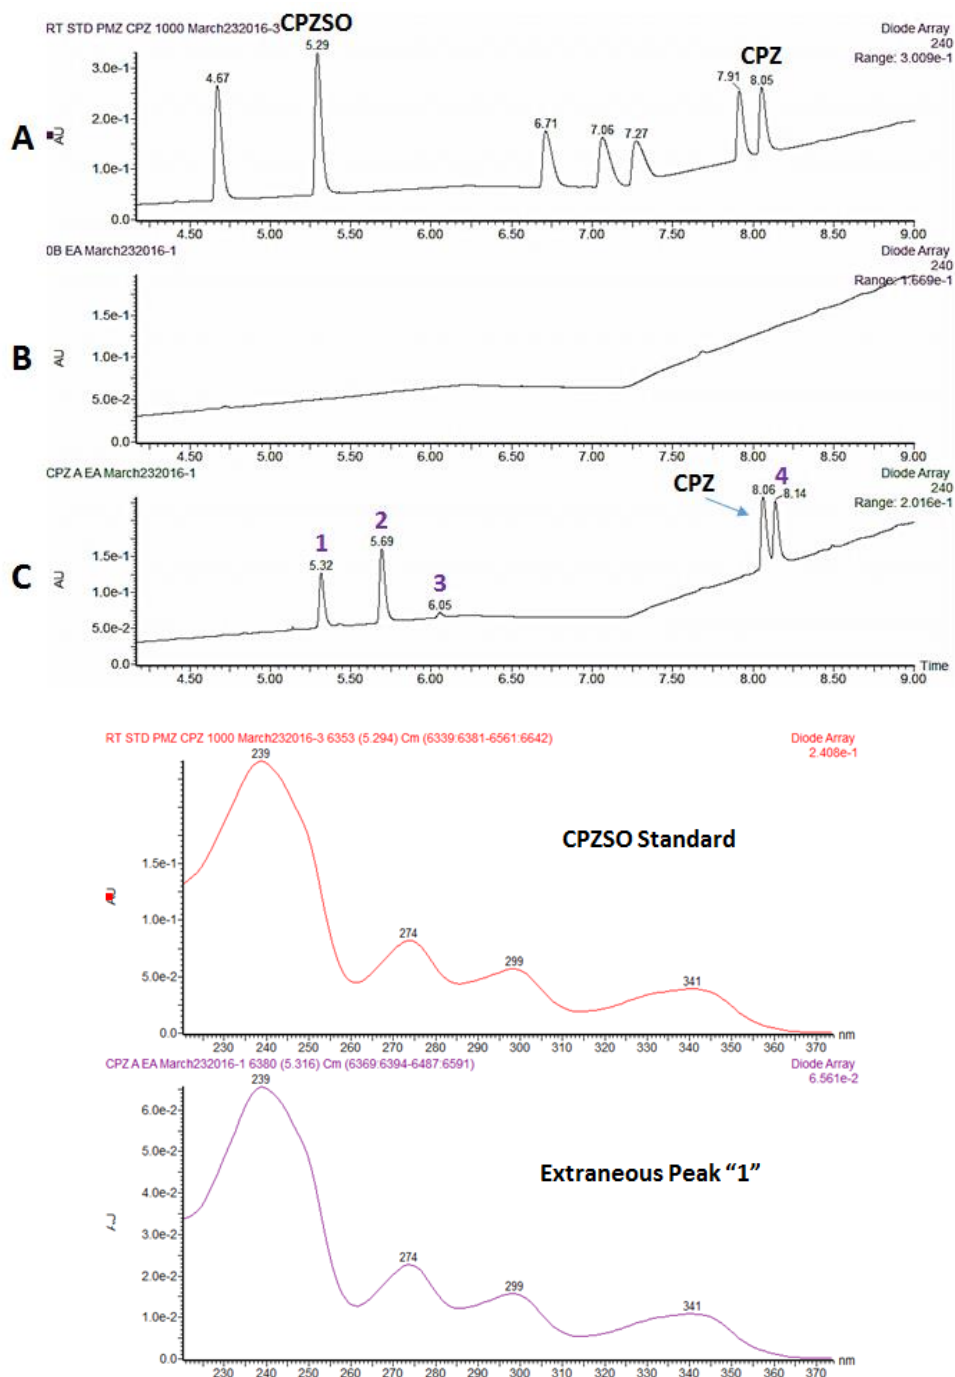 RT STD PMZ CPZ 1000 March232016-3
CPZSO
Diode Array
240
Range: 3.009e-1
A
AU
3.0e-1
2.0e-1
1.0e-1
0.0
4.67
5.29
6.71
7.06
7.27
7.91
CPZ
8.05
4.50 5.00 5.50 6.00 6.50 7.00 7.50 8.00 8.50 9.00
0B EA March232016-1
Diode Array
240
Range: 1.669e-1
B
AU
1.5e-1
1.0e-1
5.0e-2
0.0
4.50 5.00 5.50 6.00 6.50 7.00 7.50 8.00 8.50 9.00
CPZ A EA March232016-1
Diode Array
240
Range: 2.016e-1
C
AU
1.5e-1
1.0e-1
5.0e-2
0.0
1
5.32
2
5.69
3
6.05
CPZ
8.06
4
8.14
Time
4.50 5.00 5.50 6.00 6.50 7.00 7.50 8.00 8.50 9.00
RT STD PMZ CPZ 1000 March232016-3 6353 (5.294) Cm (6339:6381-6561:6642)
Diode Array
2.408e-1
239
CPZSO Standard
AU
1.5e-1
1.0e-1
5.0e-2
0.0
274
299
341
nm
230 240 250 260 270 280 290 300 310 320 330 340 350 360 370
CPZ A EA March232016-1 6380 (5.316) Cm (6369:6394-6487:6591)
Diode Array
6.561e-2
239
Extraneous Peak “1”
6.0e-2
5.0e-2
4.0e-2
3.0e-2
2.0e-2
1.0e-2
0.0
274
299
341
nm
230 240 250 260 270 280 290 300 310 320 330 340 350 360 370